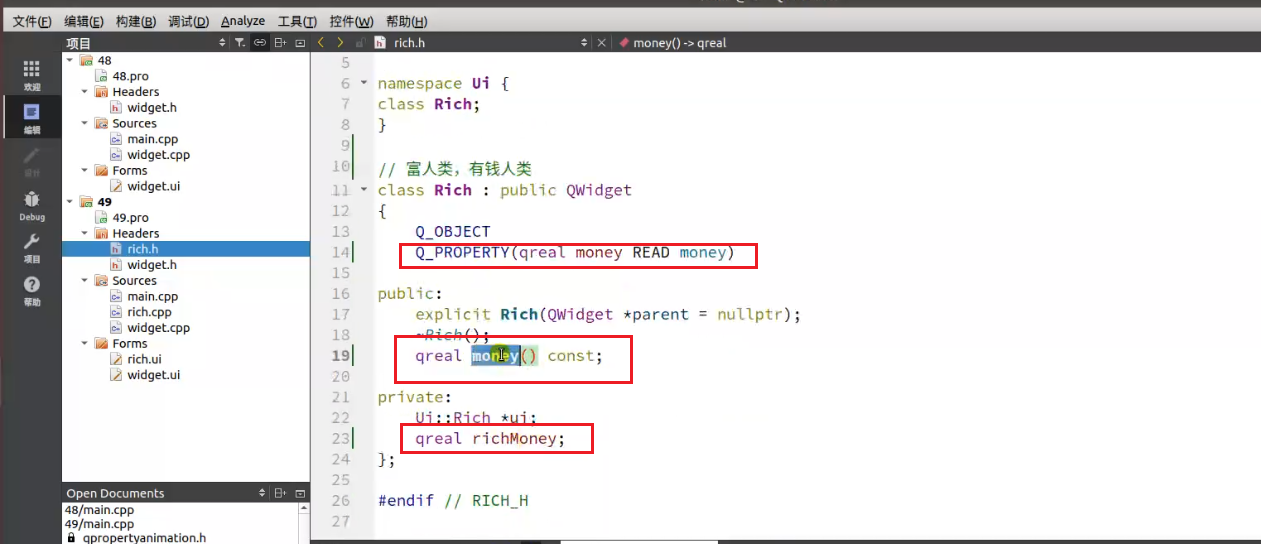 文件(F) 编辑(E) 构建(B) 调试(D) Analyze 工具(T) 控件(W) 帮助(H)
项目
rich.h
money() -> qreal
欢迎
编辑
设计
Debug
项目
帮助
48
48.pro
Headers
widget.h
Sources
main.cpp
widget.cpp
Forms
widget.ui
49
49.pro
Headers
rich.h
widget.h
Sources
main.cpp
rich.cpp
widget.cpp
Forms
rich.ui
widget.ui
Open Documents
48/main.cpp
49/main.cpp
qpropertyanimation.h
5
6 namespace Ui {
7 class Rich;
8 }
9
10 // 富人类，有钱人类
11 class Rich : public QWidget
12 {
13 Q_OBJECT
14 Q_PROPERTY(qreal money READ money)
15
16 public:
17 explicit Rich(QWidget *parent = nullptr);
18 ~Rich();
19 qreal money() const;
20
21 private:
22 Ui::Rich *ui;
23 qreal richMoney;
24 };
25
26 #endif // RICH_H
27